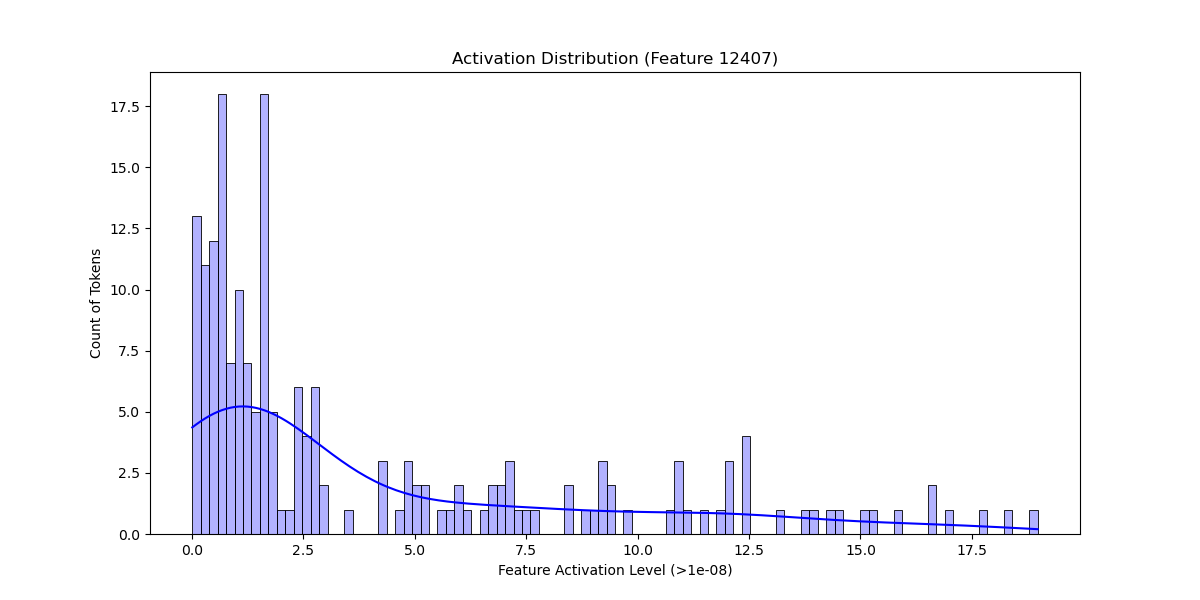 Activation Distribution (Feature 12407)
Count of Tokens
17.5
15.0
12.5
10.0
7.5
5.0
2.5
0.0
0.0 2.5 5.0 7.5 10.0 12.5 15.0 17.5
Feature Activation Level (>1e-08)